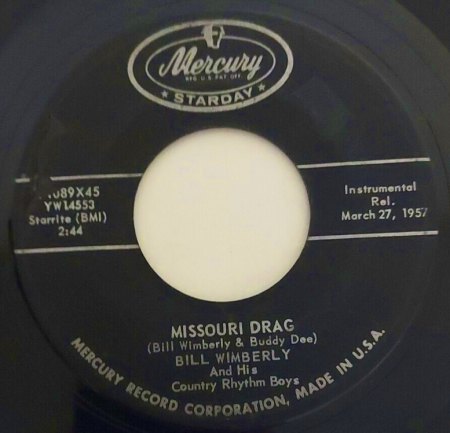 Mercury
REG. U.S. PAT. OFF.
★ STARDAY ★
YW14553
Starrite (BMI)
2:44
Instrumental
Rel.
March 27, 1957
MISSOURI DRAG
(Bill Wimberly & Buddy Dee)
BILL WIMBERLY
And His
Country Rhythm Boys
MERCURY RECORD CORPORATION, MADE IN U.S.A.